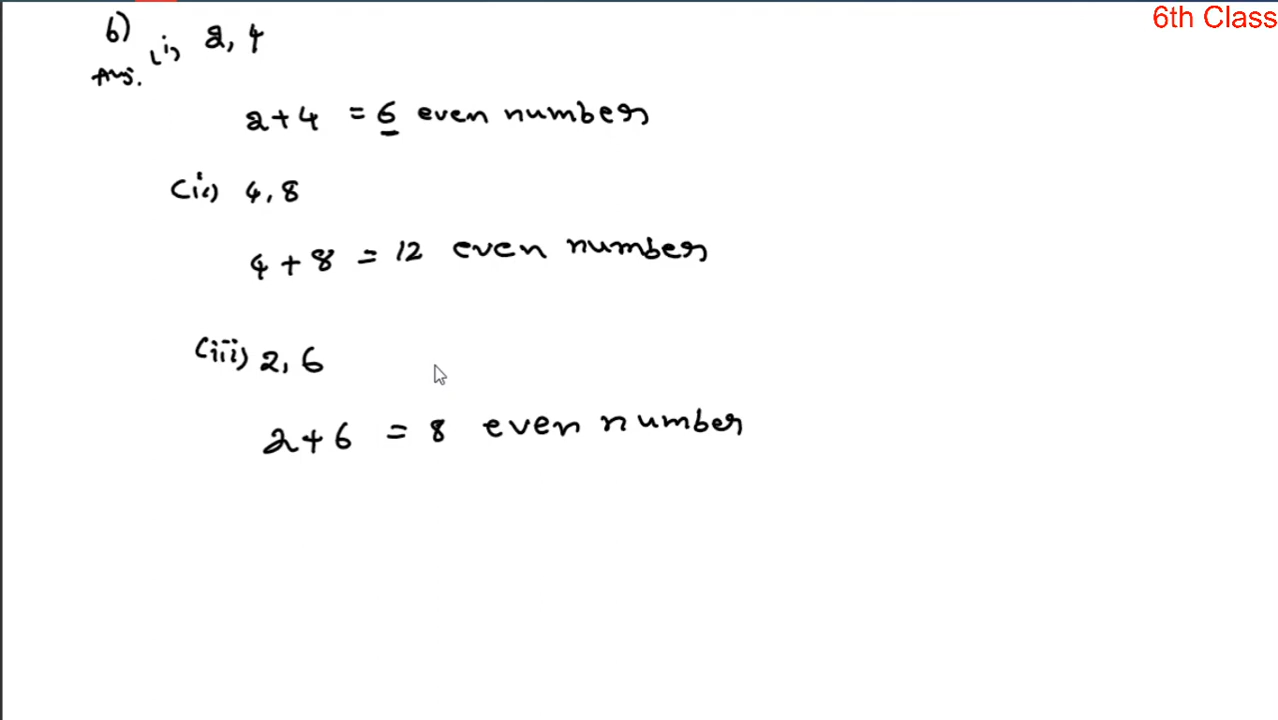 6th Class
6)
Ans. (i) 2, 4
2+4 = 6 even numbers
(ii) 4, 8
4 + 8 = 12 even number
(iii) 2, 6
2+6 = 8 even number